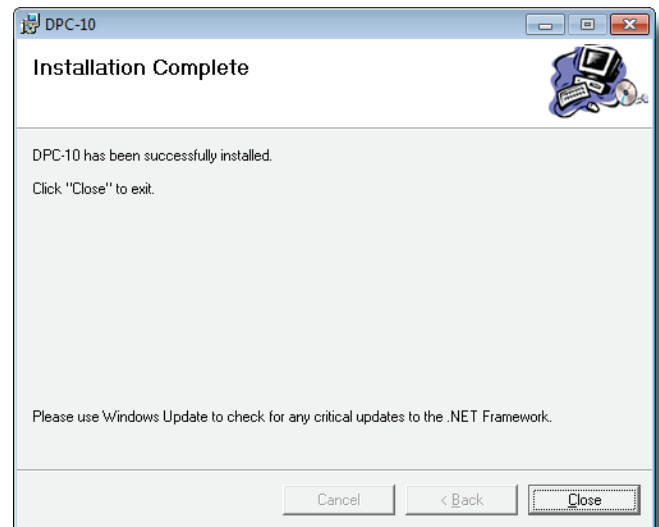 DPC-10
Installation Complete
DPC-10 has been successfully installed.
Click "Close" to exit.
Please use Windows Update to check for any critical updates to the .NET Framework.
Cancel
< Back
Close